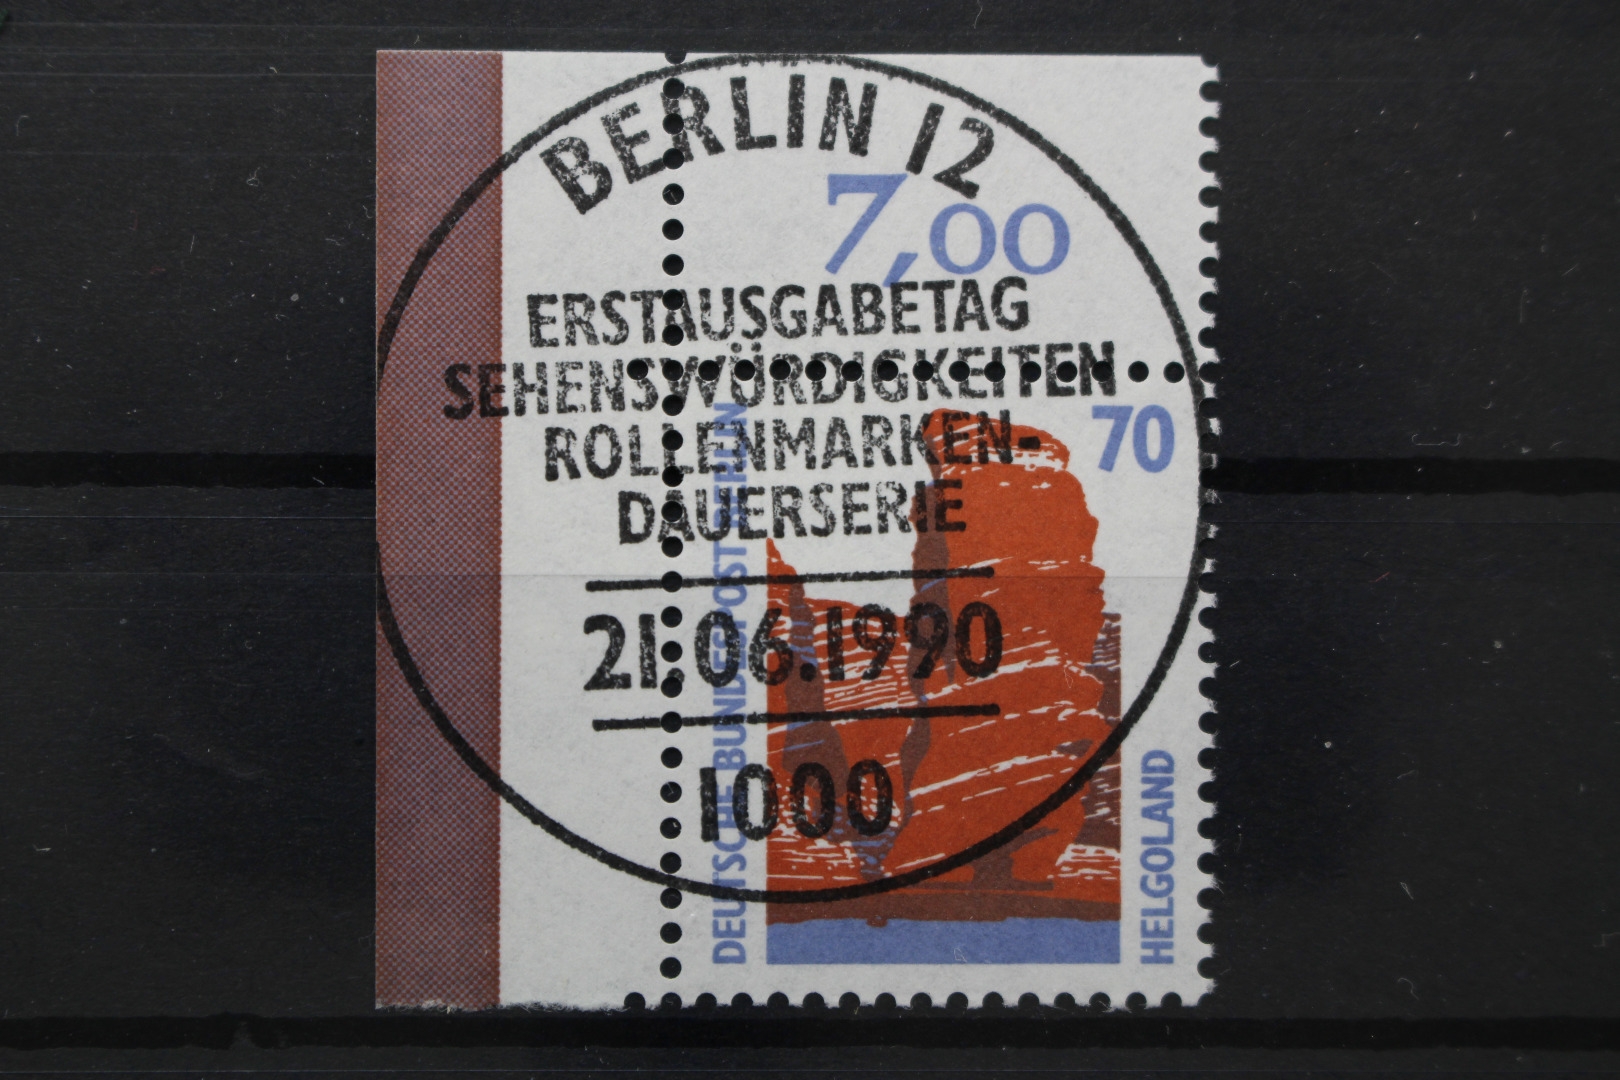 BERLIN 12
7,00
ERSTAUSGABETAG
SEHENSWÜRDIGKEITEN
ROLLENMARKEN-
DAUERSERIE
70
21.06.1990
1000
DEUTSCHE BUNDESPOST BERLIN
HELGOLAND